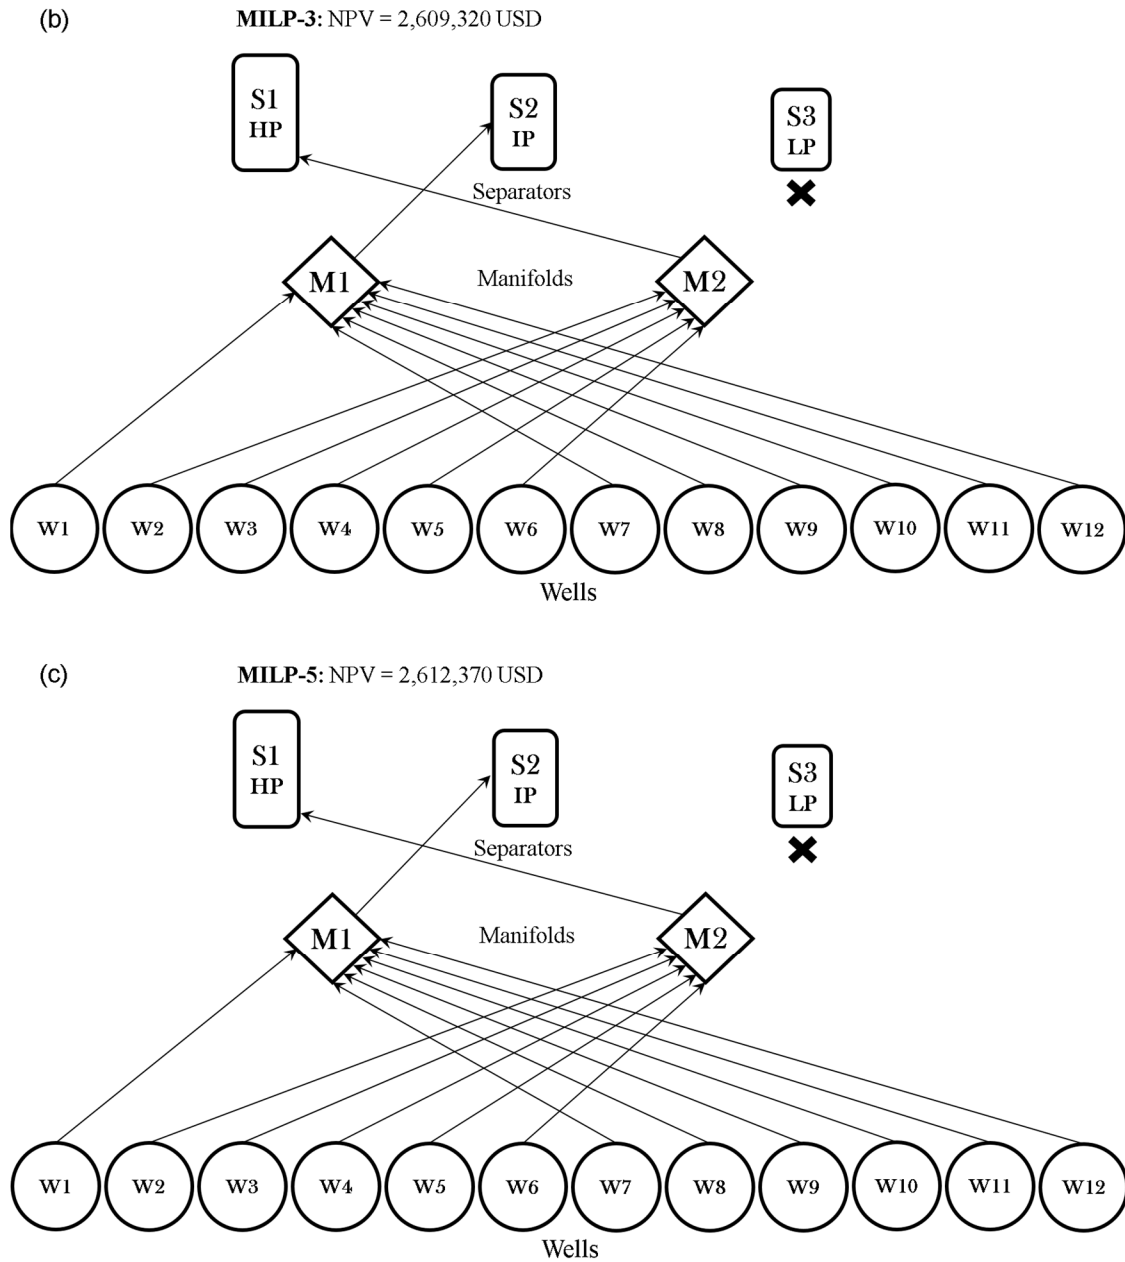 (b)
MILP-3: NPV = 2,609,320 USD
S1
HP
S2
IP
S3
LP
Separators
M1
Manifolds
M2
W1 W2 W3 W4 W5 W6 W7 W8 W9 W10 W11 W12
Wells
(c)
MILP-5: NPV = 2,612,370 USD
S1
HP
S2
IP
S3
LP
Separators
M1
Manifolds
M2
W1 W2 W3 W4 W5 W6 W7 W8 W9 W10 W11 W12
Wells